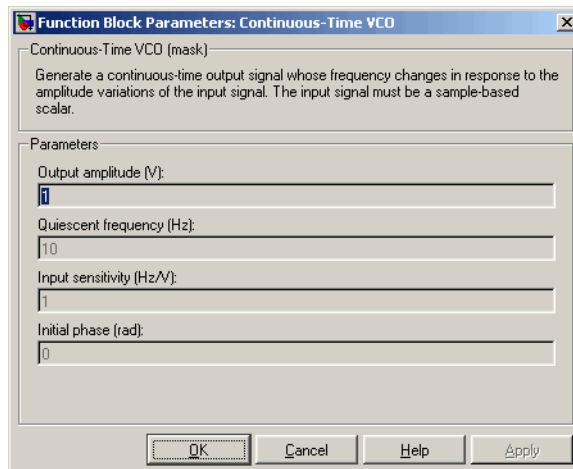 Function Block Parameters: Continuous-Time VCO
Continuous-Time VCO (mask)
Generate a continuous-time output signal whose frequency changes in response to the
amplitude variations of the input signal. The input signal must be a sample-based
scalar.
Parameters
Output amplitude (V):
1
Quiescent frequency (Hz):
10
Input sensitivity (Hz/V):
1
Initial phase (rad):
0
OK Cancel Help Apply